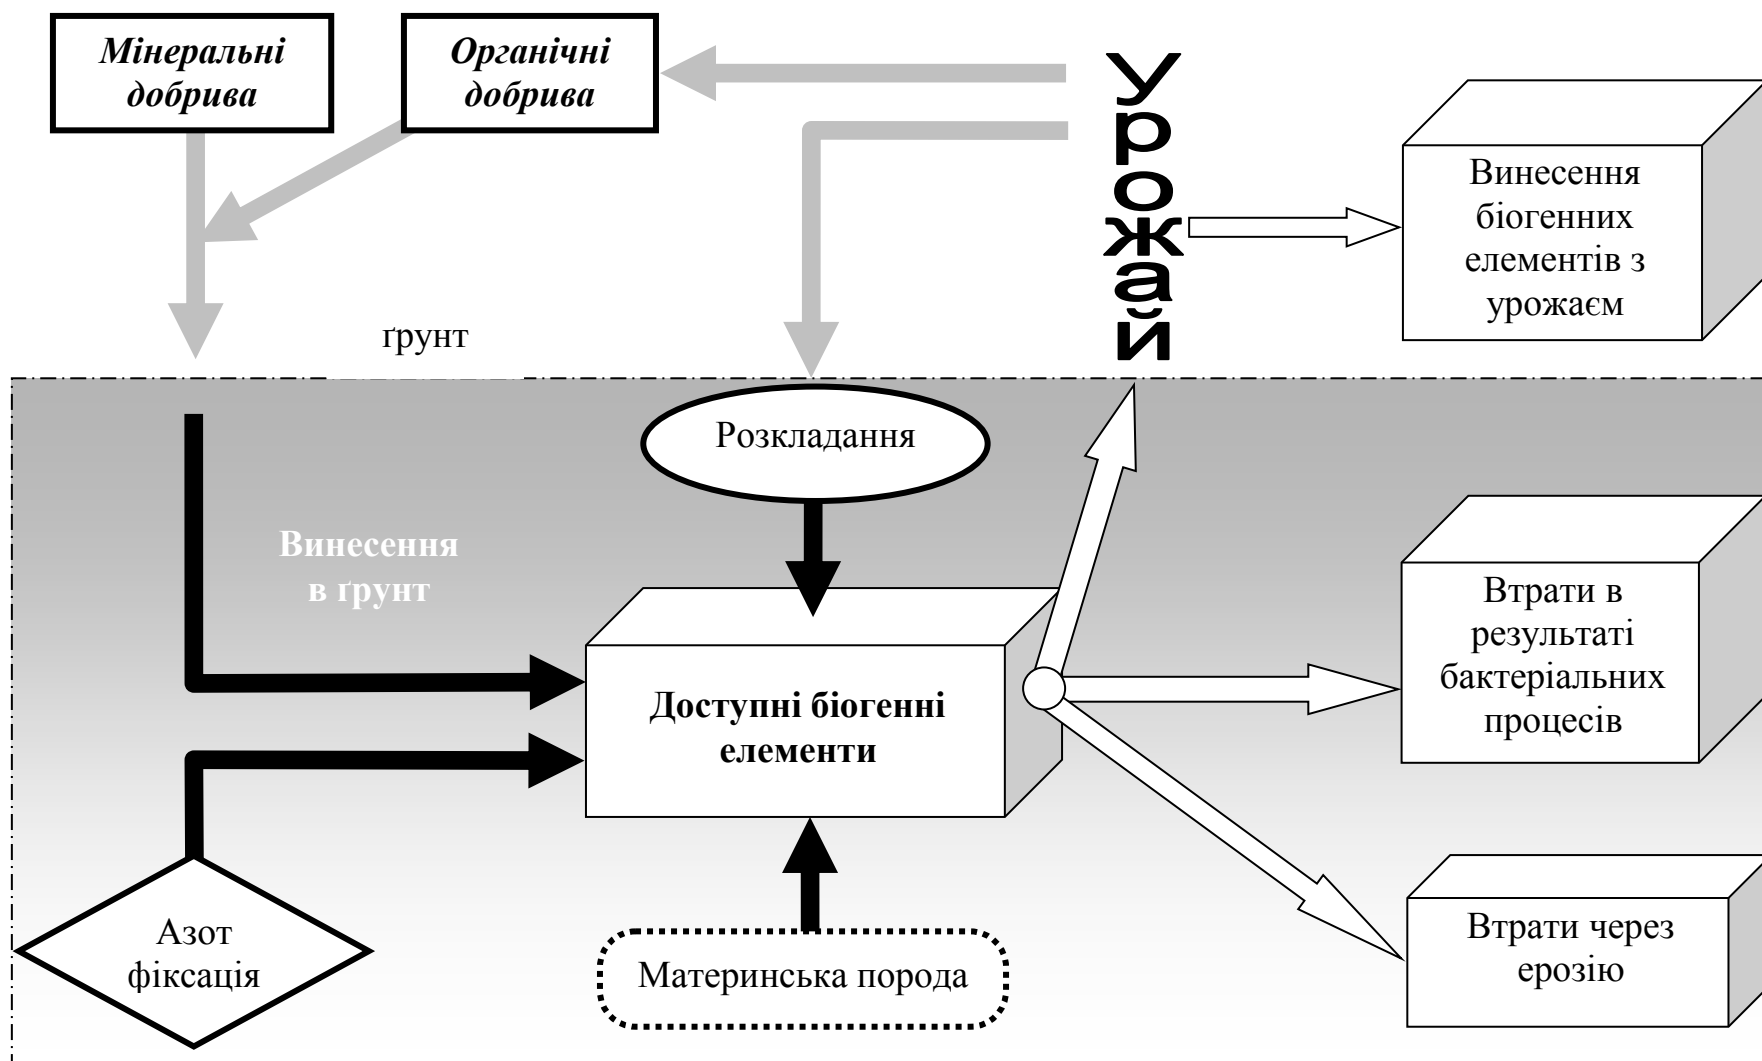 Мінеральні
добрива
Органічні
добрива
Урожай
Винесення
біогенних
елементів з
урожаєм
ґрунт
Розкладання
Винесення
в ґрунт
Доступні біогенні
елементи
Втрати в
результаті
бактеріальних
процесів
Азот
фіксація
Материнська порода
Втрати через
ерозію